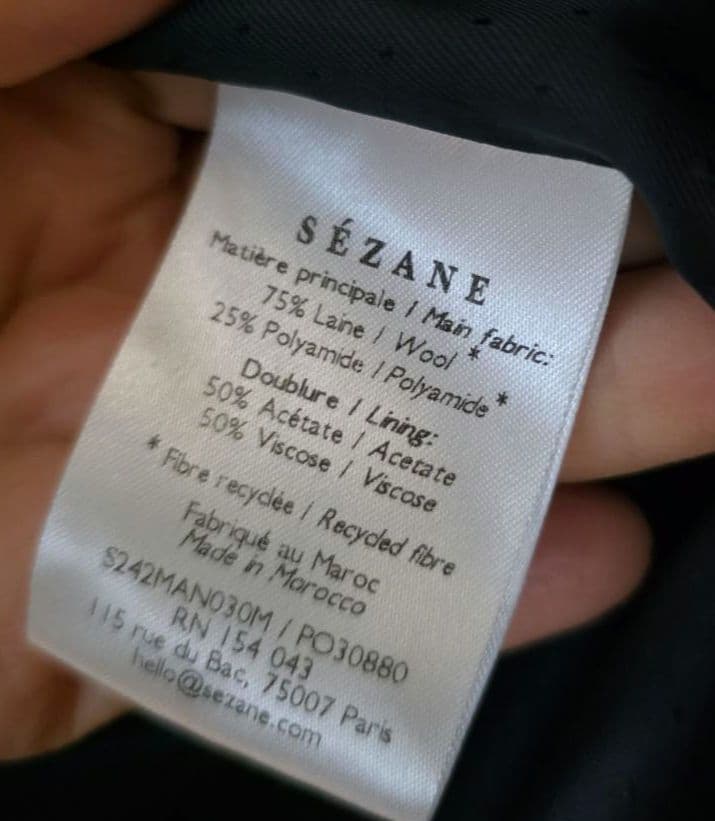 SÉZANE
Matière principale / Main fabric:
75% Laine / Wool *
25% Polyamide / Polyamide *
Doublure / Lining:
50% Acétate / Acetate
50% Viscose / Viscose
* Fibre recyclée / Recycled fibre
Fabriqué au Maroc
Made in Morocco
S242MAN030M / PO30880
RN 154 043
115 rue du Bac, 75007 Paris
hello@sezane.com